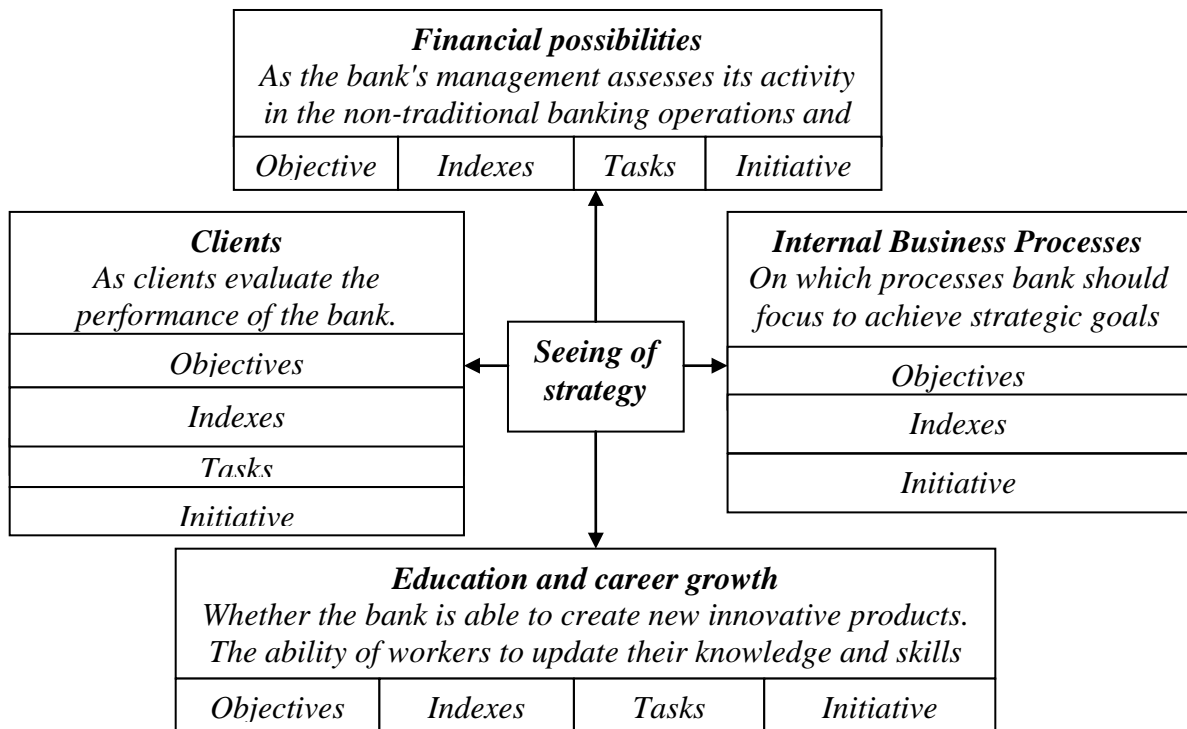 Financial possibilities
As the bank's management assesses its activity
in the non-traditional banking operations and
Objective Indexes Tasks Initiative
Clients
As clients evaluate the
performance of the bank.
Objectives
Indexes
Tasks
Initiative
Seeing of
strategy
Internal Business Processes
On which processes bank should
focus to achieve strategic goals
Objectives
Indexes
Initiative
Education and career growth
Whether the bank is able to create new innovative products.
The ability of workers to update their knowledge and skills
Objectives Indexes Tasks Initiative